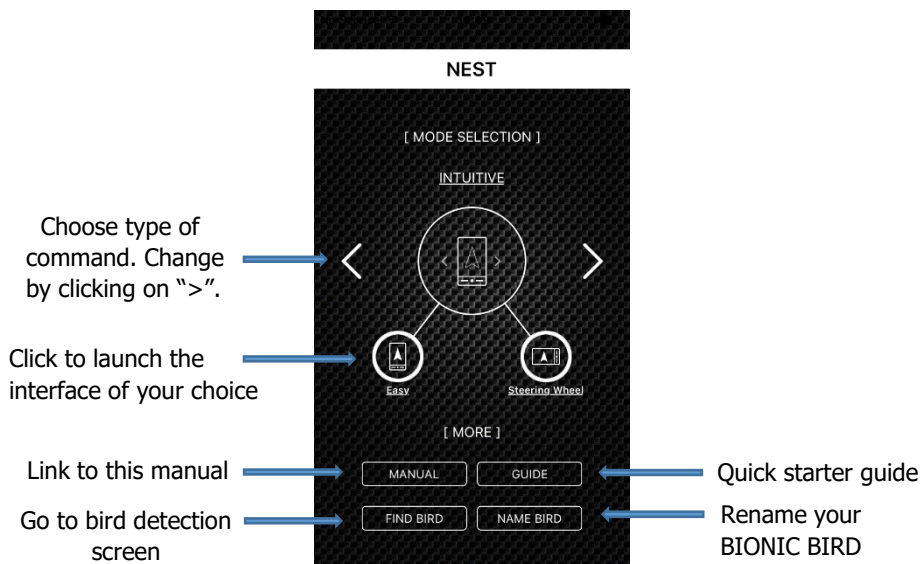 NEST
[ MODE SELECTION ]
INTUITIVE
Choose type of
command. Change
by clicking on “>”.
Click to launch the
interface of your choice
Easy
Steering Wheel
[ MORE ]
Link to this manual
MANUAL
GUIDE
Quick starter guide
Go to bird detection
screen
FIND BIRD
NAME BIRD
Rename your
BIONIC BIRD